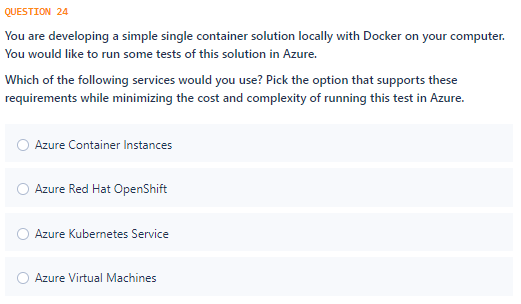 QUESTION 24
You are developing a simple single container solution locally with Docker on your computer.
You would like to run some tests of this solution in Azure.
Which of the following services would you use? Pick the option that supports these
requirements while minimizing the cost and complexity of running this test in Azure.
Azure Container Instances
Azure Red Hat OpenShift
Azure Kubernetes Service
Azure Virtual Machines